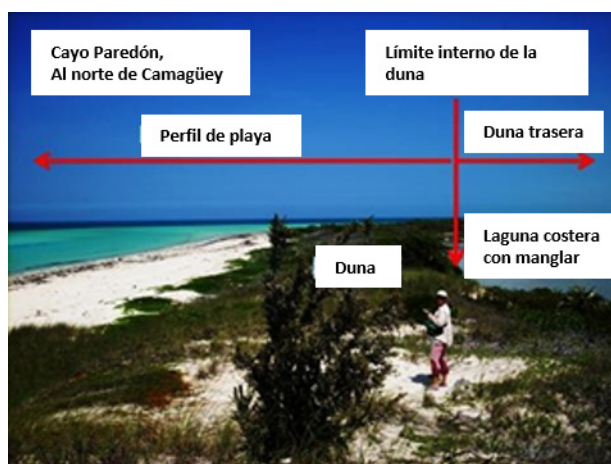 Cayo Paredón,
Al norte de Camagüey
Límite interno de la
duna
Perfil de playa
Duna trasera
Laguna costera
con manglar
Duna